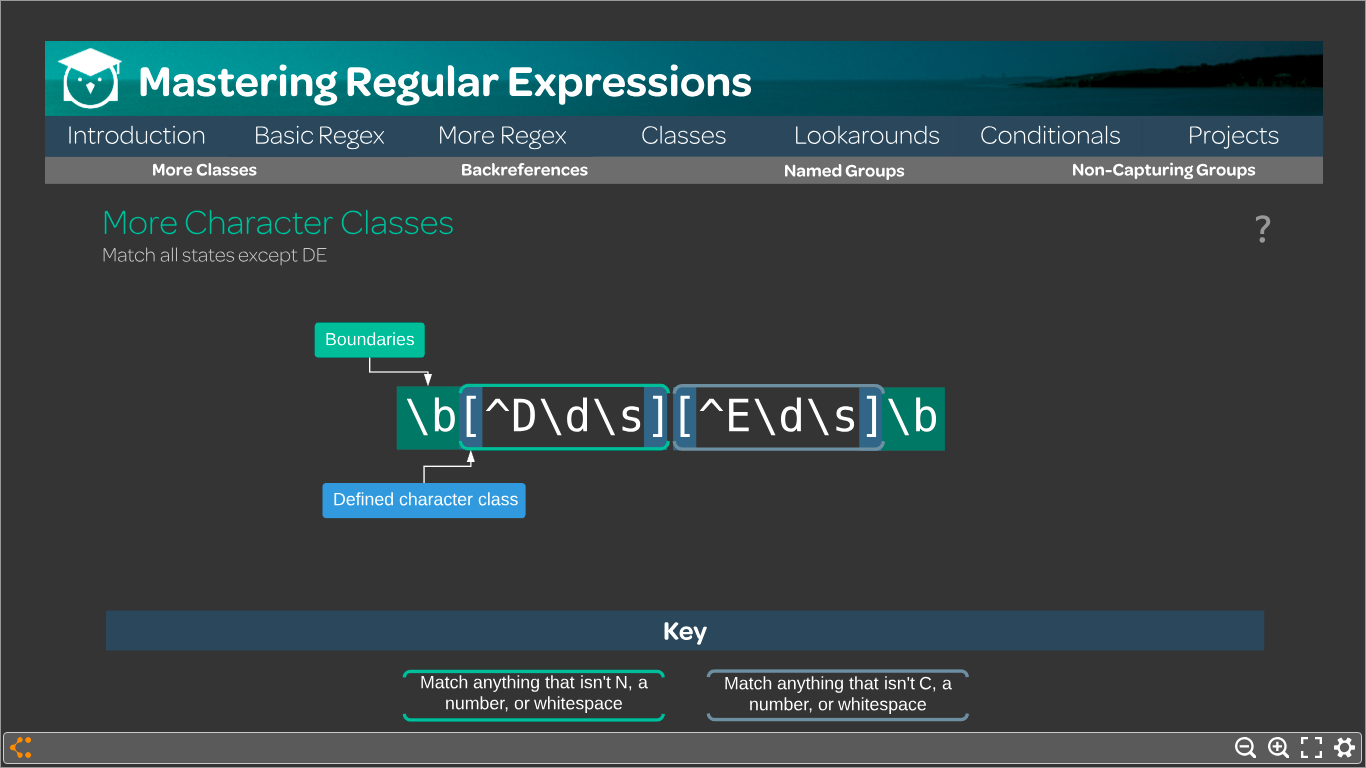 Mastering Regular Expressions
Introduction Basic Regex More Regex Classes Lookarounds Conditionals Projects
More Classes Backreferences Named Groups Non-Capturing Groups
More Character Classes
?
Match all states except DE
Boundaries
\b[^D\d\s][^E\d\s]\b
Defined character class
Key
Match anything that isn't N, a
number, or whitespace
Match anything that isn't C, a
number, or whitespace